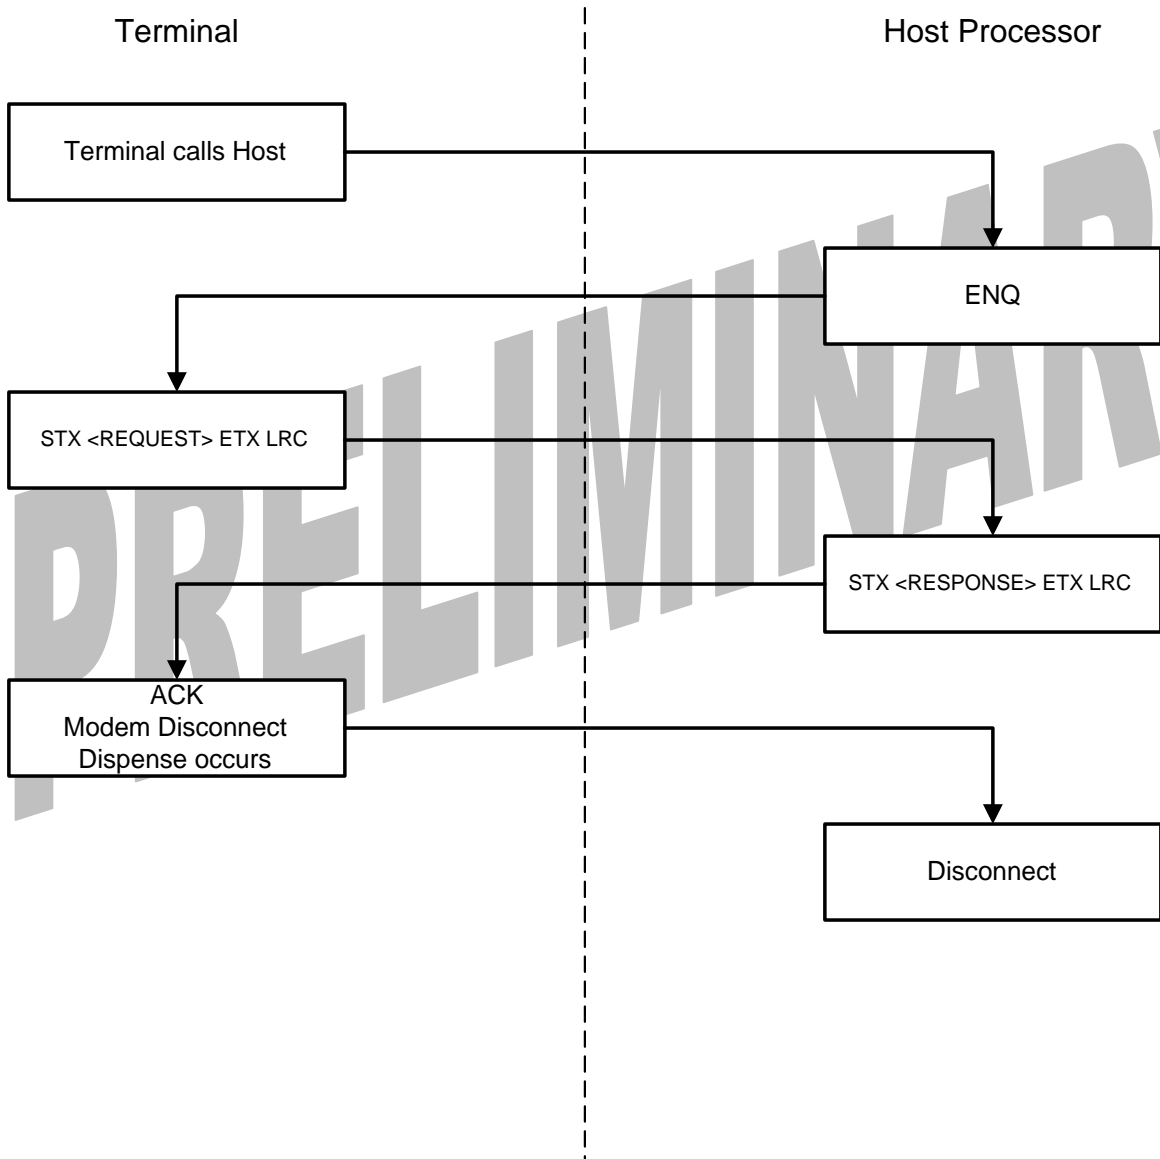 Terminal
Host Processor
Terminal calls Host
ENQ
STX <REQUEST> ETX LRC
STX <RESPONSE> ETX LRC
ACK
Modem Disconnect
Dispense occurs
Disconnect
PRELIMINARY